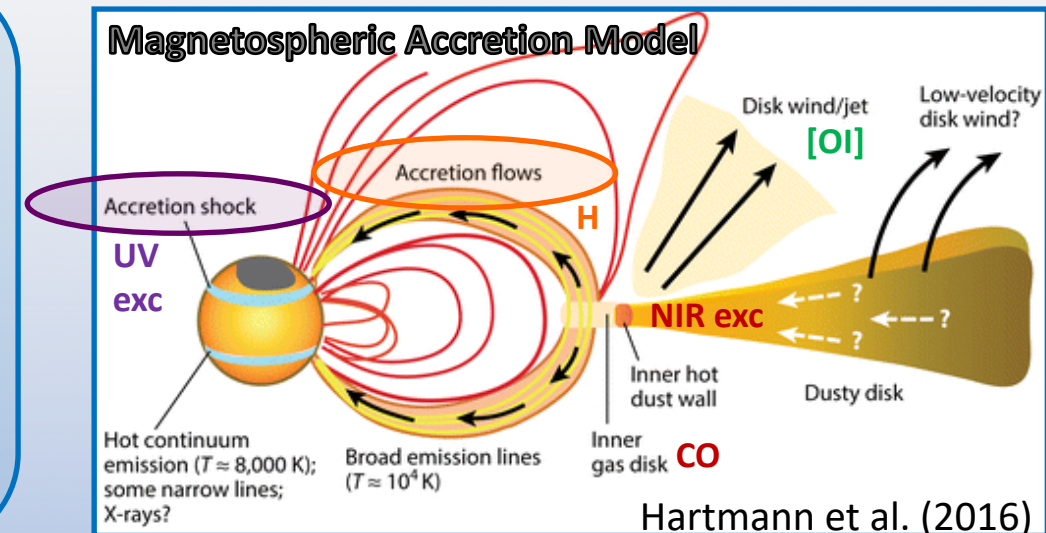 Magnetospheric Accretion Model
Disk wind/jet
[OI]
Low-velocity
disk wind?
Accretion flows
H
Accretion shock
UV
exc
NIR exc
?
?
?
Inner hot
dust wall
Dusty disk
Inner
gas disk
CO
Hot continuum
emission (T ≈ 8,000 K);
some narrow lines;
X-rays?
Broad emission lines
(T ≈ 10⁴ K)
Hartmann et al. (2016)